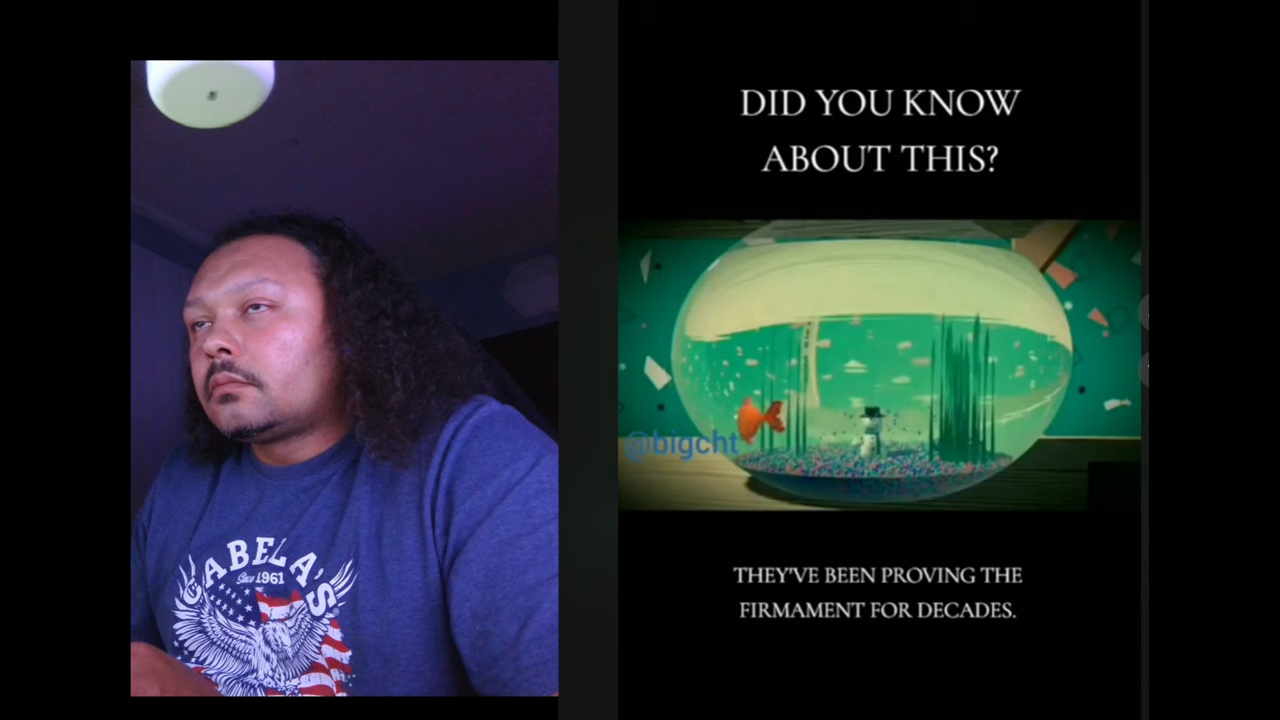 CABELA'S
Since 1961
DID YOU KNOW
ABOUT THIS?
@bigcht
THEY'VE BEEN PROVING THE
FIRMAMENT FOR DECADES.